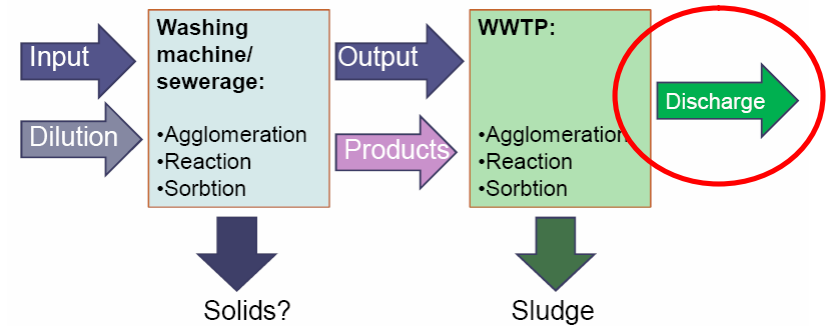 Input
Dilution
Washing
machine/
sewerage:
•Agglomeration
•Reaction
•Sorbtion
Solids?
Output
Products
WWTP:
•Agglomeration
•Reaction
•Sorbtion
Sludge
Discharge